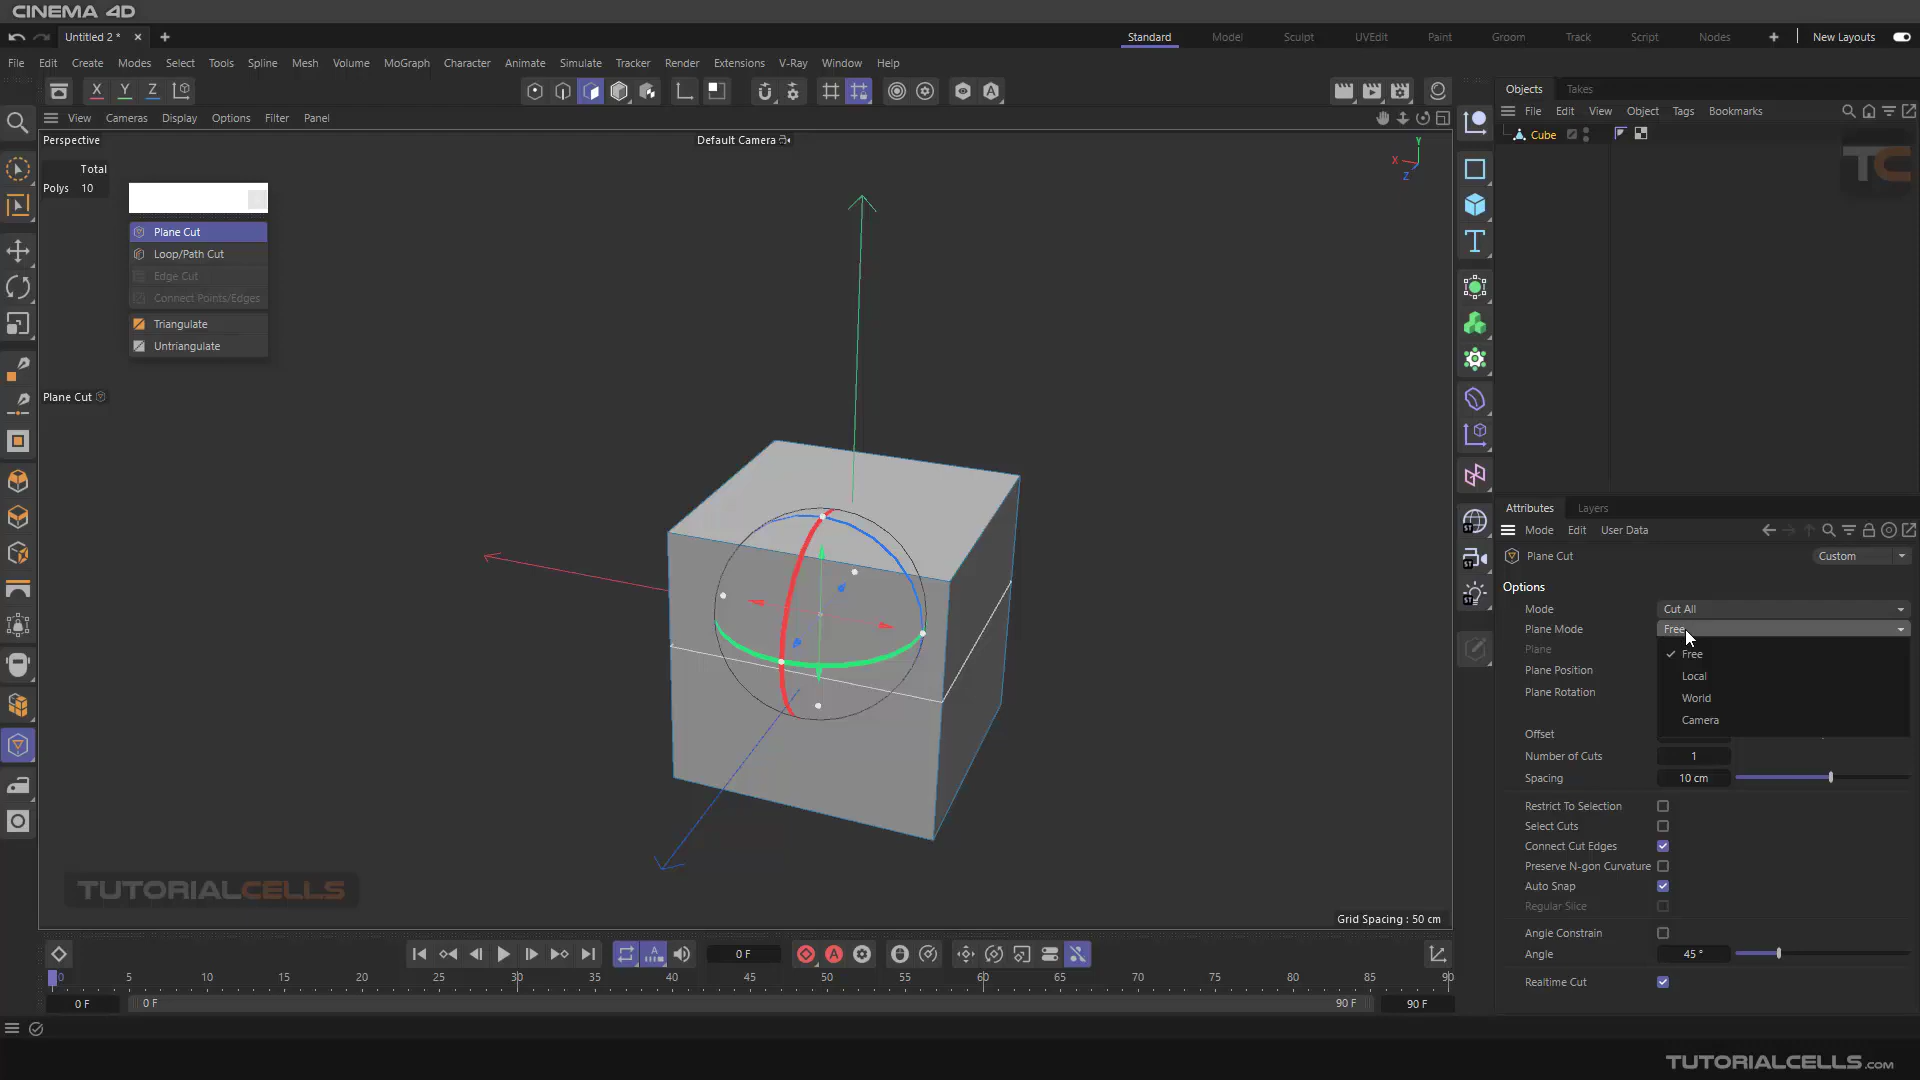 CINEMA 4D
Untitled 2 *
Standard
Model
Sculpt
UVEdit
Paint
Groom
Track
Script
Nodes
New Layouts
File Edit Create Modes Select Tools Spline Mesh Volume MoGraph Character Animate Simulate Tracker Render Extensions V-Ray Window Help
X Y Z
A
Objects Takes
View Cameras Display Options Filter Panel
File Edit View Object Tags Bookmarks
Perspective
Default Camera
Cube
Y
X
Z
TC
Total
Polys 10
Plane Cut
Loop/Path Cut
Edge Cut
Connect Points/Edges
Triangulate
Untriangulate
Plane Cut
T
ST
ST
ST
Attributes Layers
Mode Edit User Data
Plane Cut
Custom
Options
Mode Cut All
Plane Mode Free
Plane
Plane Position
Plane Rotation
Free
Local
World
Camera
Offset
Number of Cuts 1
Spacing 10 cm
Restrict To Selection
Select Cuts
Connect Cut Edges
Preserve N-gon Curvature
Auto Snap
Regular Slice
Angle Constrain
Angle 45 °
Realtime Cut
TUTORIALCELLS
Grid Spacing : 50 cm
0 F
A
A
0 5 10 15 20 25 30 35 40 45 50 55 60 65 70 75 80 85 90
0 F 0 F 90 F 90 F
TUTORIALCELLS.COM